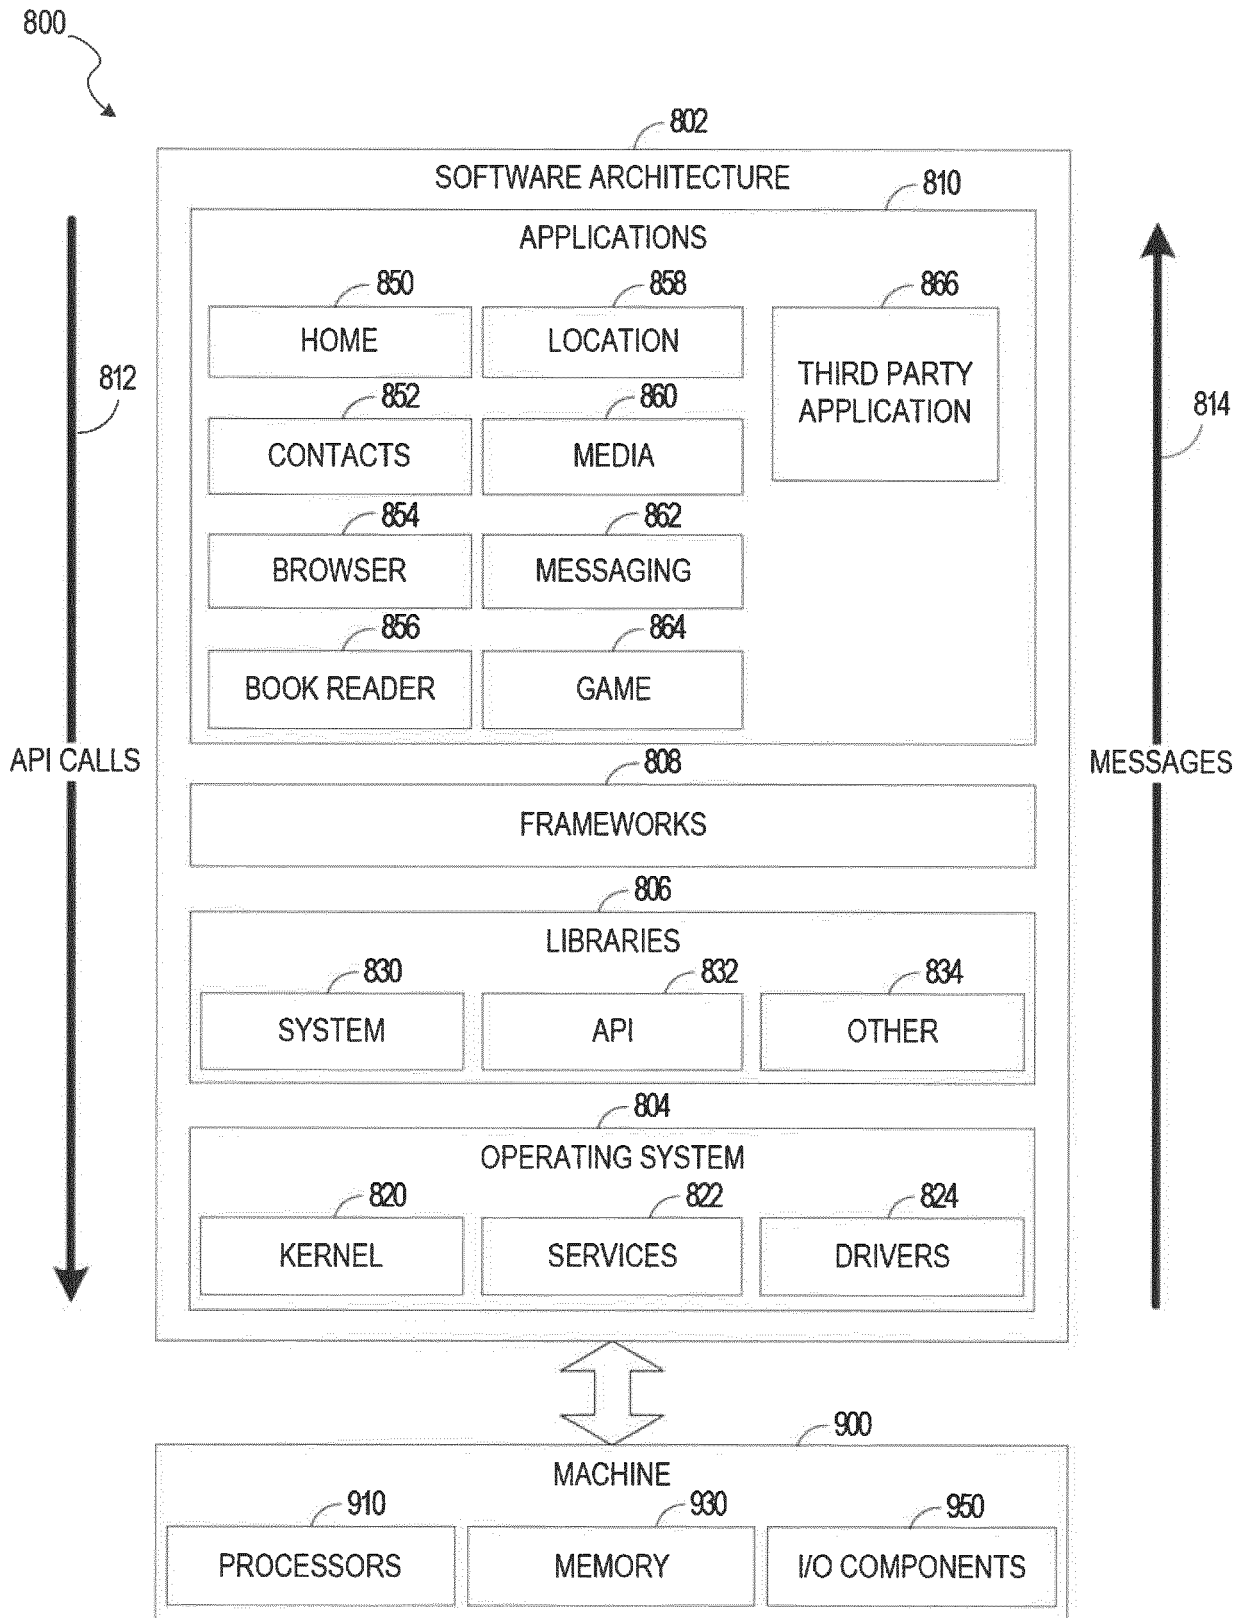 800
802
SOFTWARE ARCHITECTURE
810
APPLICATIONS
850
858
866
HOME
LOCATION
THIRD PARTY
APPLICATION
812
852
860
814
CONTACTS
MEDIA
854
862
BROWSER
MESSAGING
856
864
BOOK READER
GAME
API CALLS
MESSAGES
808
FRAMEWORKS
806
LIBRARIES
830
832
834
SYSTEM
API
OTHER
804
OPERATING SYSTEM
820
822
824
KERNEL
SERVICES
DRIVERS
900
MACHINE
910
930
950
PROCESSORS
MEMORY
I/O COMPONENTS